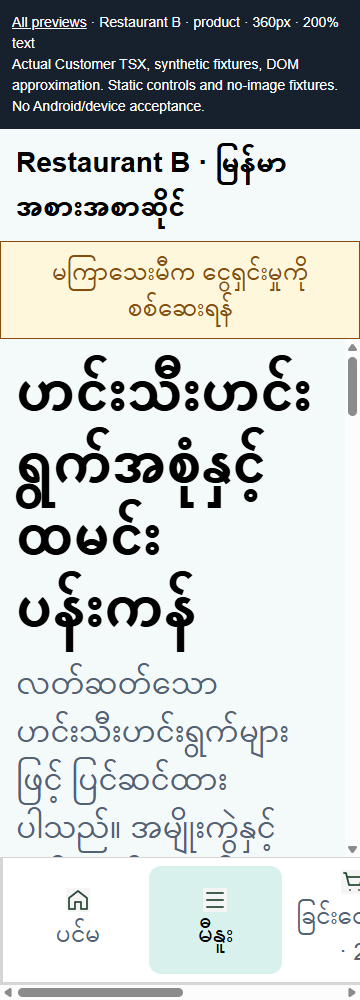 All previews · Restaurant B · product · 360px · 200%
text
Actual Customer TSX, synthetic fixtures, DOM
approximation. Static controls and no-image fixtures.
No Android/device acceptance.
Restaurant B · မြန်မာ
အစားအစာဆိုင်
မကြာသေးမီက ငွေရှင်းမှုကို
စစ်ဆေးရန်
ဟင်းသီးဟင်း
ရွက်အစုံနှင့်
ထမင်း
ပန်းကန်
လတ်ဆတ်သော
ဟင်းသီးဟင်းရွက်များ
ဖြင့် ပြင်ဆင်ထား
ပါသည်။ အမျိုးကွဲနှင့်
ပင်မ
မီနူး